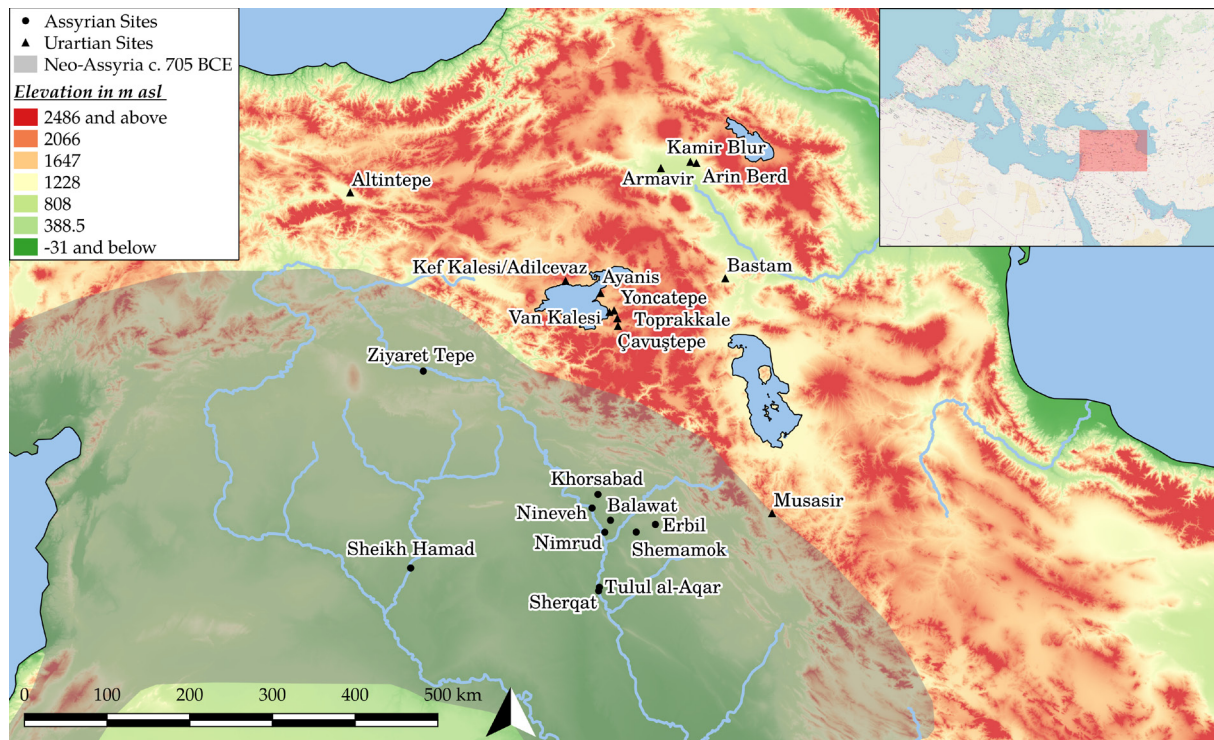 Assyrian Sites
Urartian Sites
Neo-Assyria c. 705 BCE
Elevation in m asl
2486 and above
2066
1647
1228
808
388.5
-31 and below
Kamir Blur
Armavir
Arin Berd
Altintepe
Kef Kalesi/Adilcevaz
Ayanis
Bastam
Yoncatepe
Van Kalesi
Toprakkale
Çavuştepe
Ziyaret Tepe
Khorsabad
Nineveh
Balawat
Musasir
Erbil
Nimrud
Shemamok
Sheikh Hamad
Tulul al-Aqar
Sherqat
0 100 200 300 400 500 km